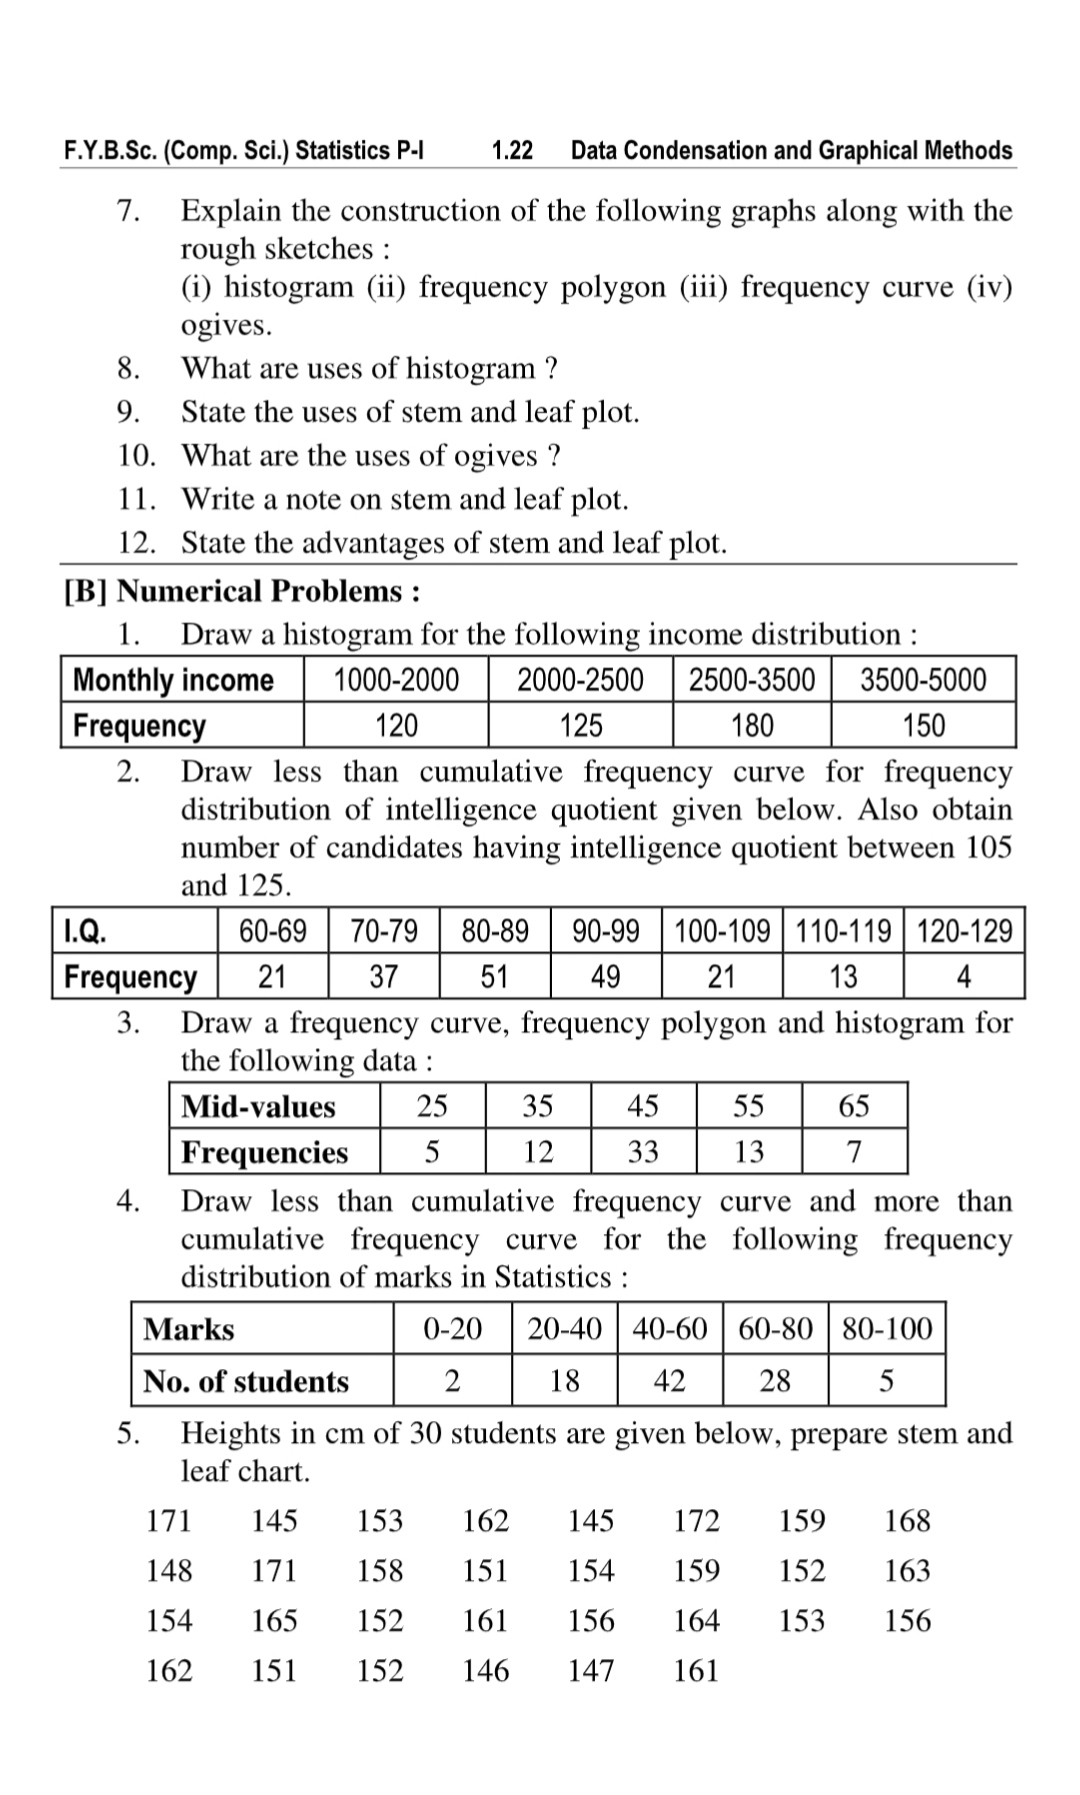 F.Y.B.Sc. (Comp. Sci.) Statistics P-I 1.22 Data Condensation and Graphical Methods
7. Explain the construction of the following graphs along with the
rough sketches :
(i) histogram (ii) frequency polygon (iii) frequency curve (iv)
ogives.
8. What are uses of histogram ?
9. State the uses of stem and leaf plot.
10. What are the uses of ogives ?
11. Write a note on stem and leaf plot.
12. State the advantages of stem and leaf plot.
[B] Numerical Problems :
1. Draw a histogram for the following income distribution :
Monthly income 1000-2000 2000-2500 2500-3500 3500-5000
Frequency 120 125 180 150
2. Draw less than cumulative frequency curve for frequency
distribution of intelligence quotient given below. Also obtain
number of candidates having intelligence quotient between 105
and 125.
I.Q. 60-69 70-79 80-89 90-99 100-109 110-119 120-129
Frequency 21 37 51 49 21 13 4
3. Draw a frequency curve, frequency polygon and histogram for
the following data :
Mid-values 25 35 45 55 65
Frequencies 5 12 33 13 7
4. Draw less than cumulative frequency curve and more than
cumulative frequency curve for the following frequency
distribution of marks in Statistics :
Marks 0-20 20-40 40-60 60-80 80-100
No. of students 2 18 42 28 5
5. Heights in cm of 30 students are given below, prepare stem and
leaf chart.
171 145 153 162 145 172 159 168
148 171 158 151 154 159 152 163
154 165 152 161 156 164 153 156
162 151 152 146 147 161